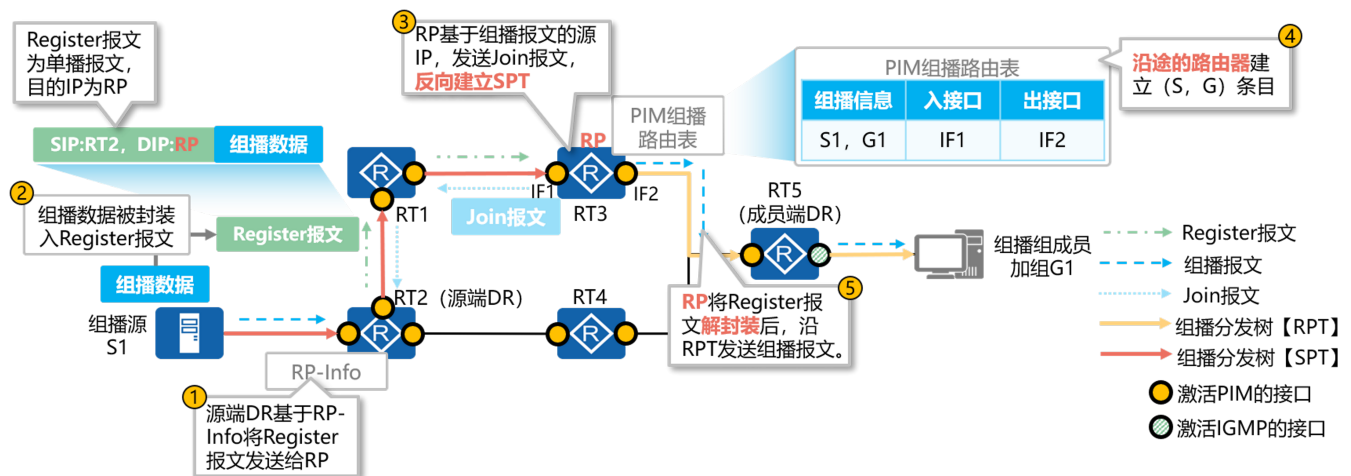 ①
源端DR基于RP-
Info将Register
报文发送给RP
RP-Info
②
组播数据被封装
入Register报文
组播数据
Register报文
Register报文
为单播报文，
目的IP为RP
SIP:RT2，DIP:RP
组播数据
③
RP基于组播报文的源
IP，发送Join报文，
反向建立SPT
RP
PIM组播
路由表
④
沿途的路由器建
立（S，G）条目
PIM组播路由表
组播信息 入接口 出接口
S1，G1 IF1 IF2
R
RT1
IF1
R
IF2
RT3
Join报文
RT5
(成员端DR)
R
组播组成员
加组G1
组播源
S1
RT2（源端DR）
R
RT4
R
⑤
RP将Register报
文解封装后，沿
RPT发送组播报文。
Register报文
组播报文
Join报文
组播分发树【RPT】
组播分发树【SPT】
激活PIM的接口
激活IGMP的接口